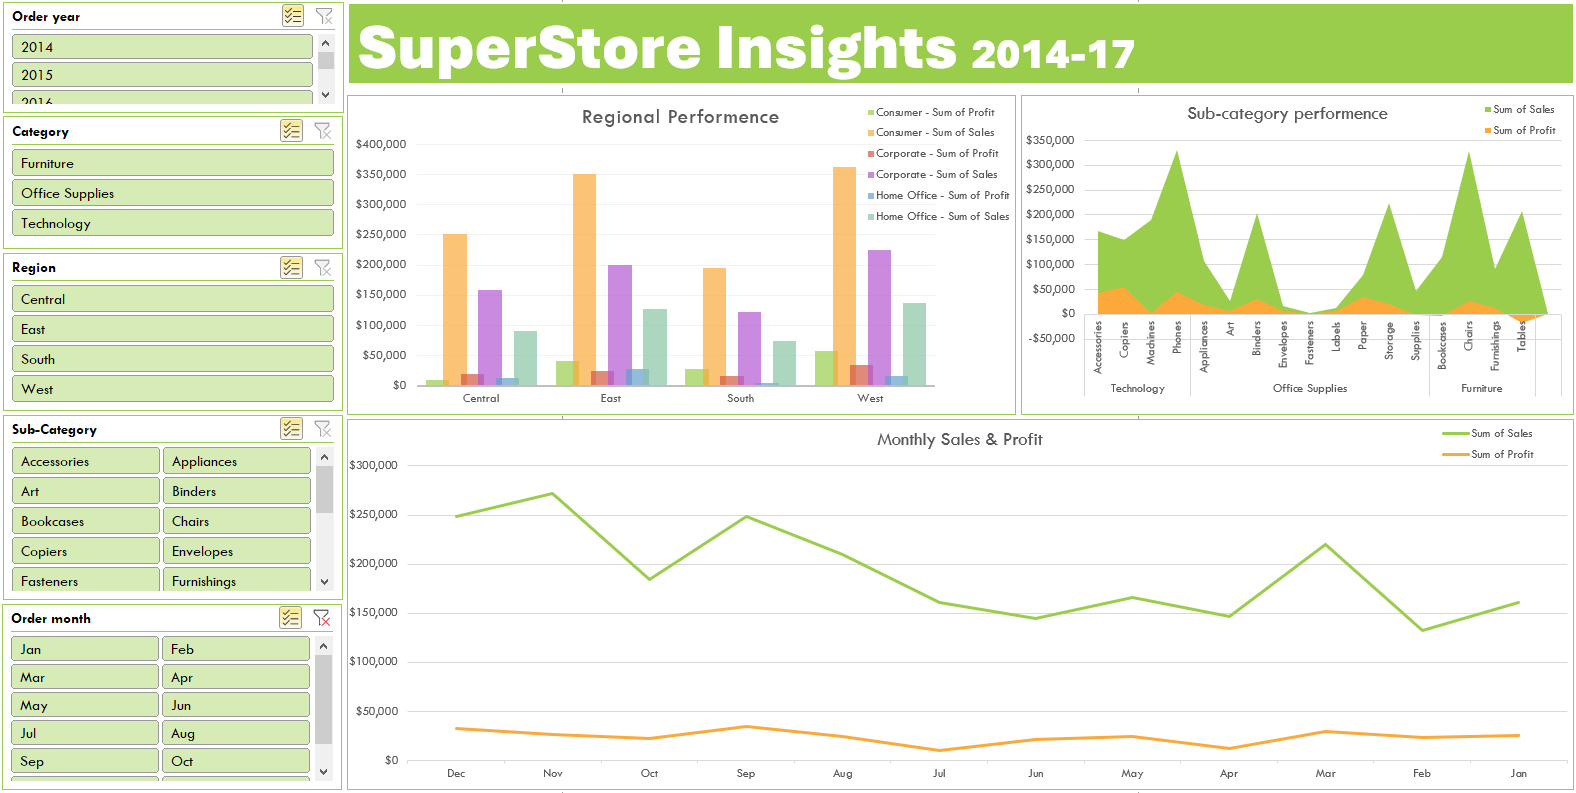 Order year
2014
2015
2016
Category
Furniture
Office Supplies
Technology
Region
Central
East
South
West
Sub-Category
Accessories Appliances
Art Binders
Bookcases Chairs
Copiers Envelopes
Fasteners Furnishings
Order month
Jan Feb
Mar Apr
May Jun
Jul Aug
Sep Oct
SuperStore Insights 2014-17
Regional Performence
Consumer - Sum of Profit
Consumer - Sum of Sales
Corporate - Sum of Profit
Corporate - Sum of Sales
Home Office - Sum of Profit
Home Office - Sum of Sales
$400,000
$350,000
$300,000
$250,000
$200,000
$150,000
$100,000
$50,000
$0
Central East South West
Sub-category performence
Sum of Sales
Sum of Profit
$350,000
$300,000
$250,000
$200,000
$150,000
$100,000
$50,000
$0
-$50,000
Accessories
Copiers
Machines
Phones
Appliances
Art
Binders
Envelopes
Fasteners
Labels
Paper
Storage
Supplies
Bookcases
Chairs
Furnishings
Tables
Technology Office Supplies Furniture
Monthly Sales & Profit
Sum of Sales
Sum of Profit
$300,000
$250,000
$200,000
$150,000
$100,000
$50,000
$0
Dec Nov Oct Sep Aug Jul Jun May Apr Mar Feb Jan